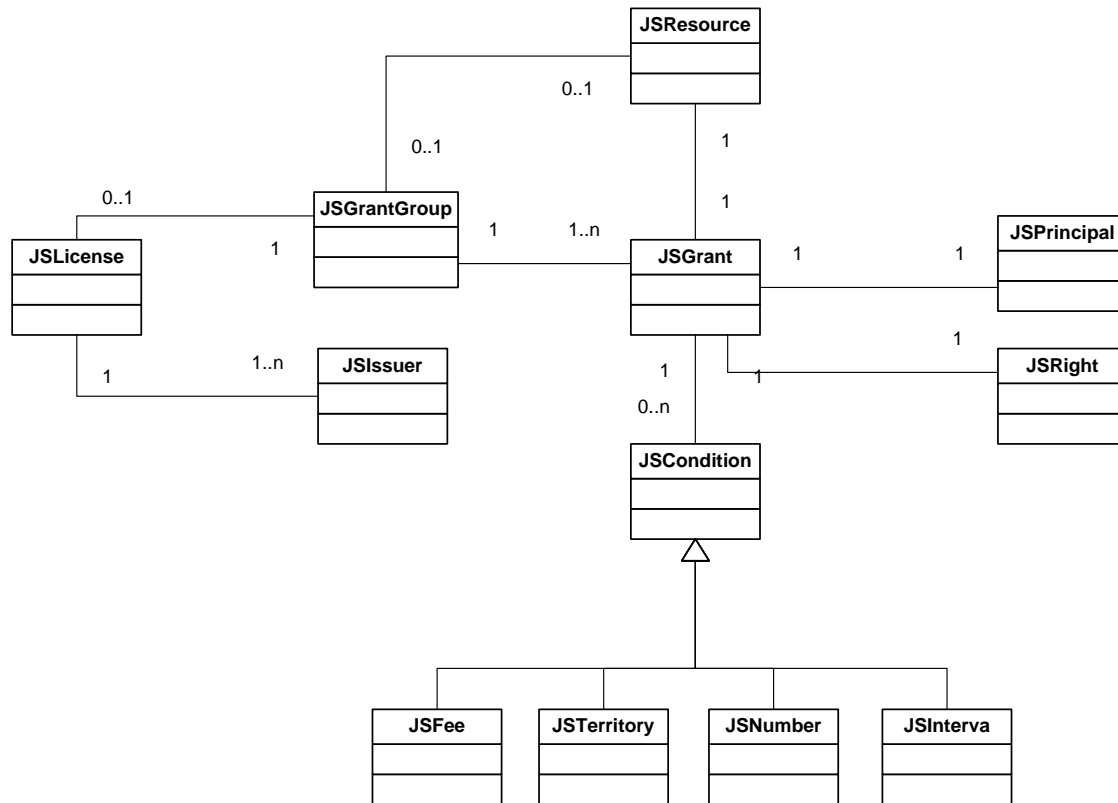 JSResource
0..1
1
0..1
0..1
JSGrantGroup
1
1
1
1..n
JSPrincipal
JSLicense
JSGrant
1
1
1..n
1
JSIssuer
1
1
1
JSRight
0..n
JSCondition
JSFee
JSTerritory
JSNumber
JSInterva